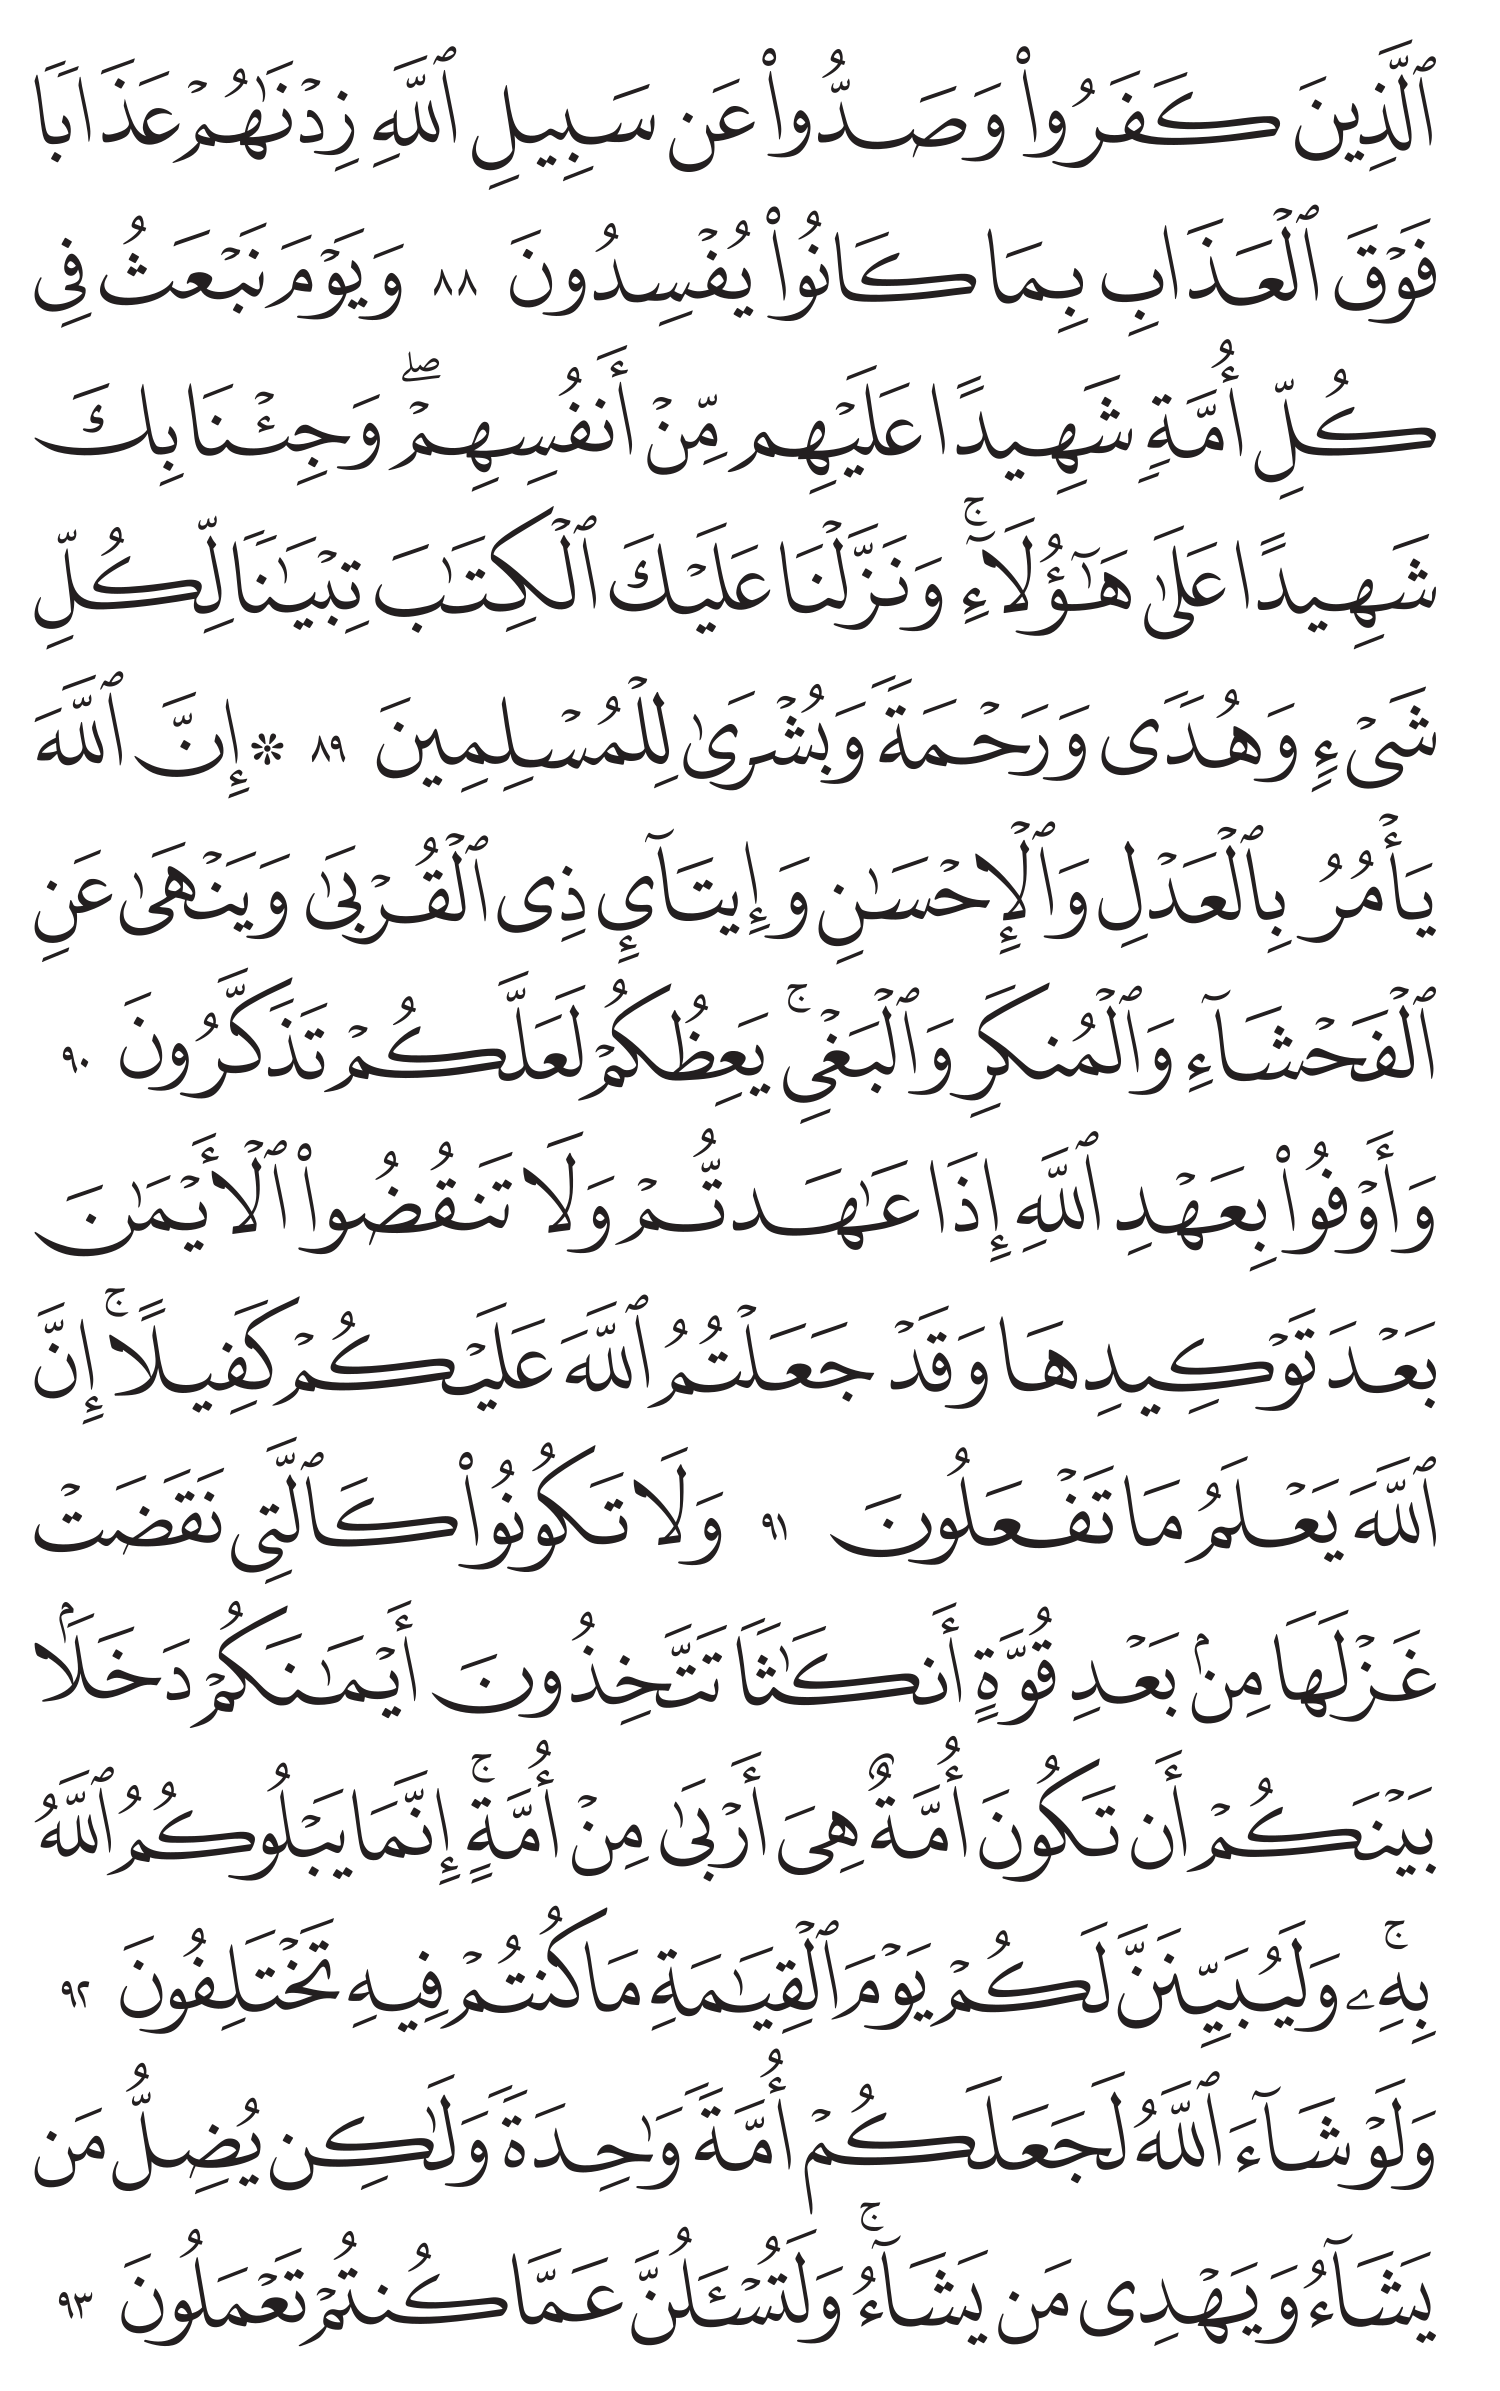 ٱلَّذِينَ كَفَرُوا۟ وَصَدُّوا۟ عَن سَبِيلِ ٱللَّهِ زِدْنَـٰهُمْ عَذَابًا
فَوْقَ ٱلْعَذَابِ بِمَا كَانُوا۟ يُفْسِدُونَ ٨٨ وَيَوْمَ نَبْعَثُ فِى
كُلِّ أُمَّةٍ شَهِيدًا عَلَيْهِم مِّنْ أَنفُسِهِمْ ۖ وَجِئْنَا بِكَ
شَهِيدًا عَلَىٰ هَـٰٓؤُلَآءِ ۚ وَنَزَّلْنَا عَلَيْكَ ٱلْكِتَـٰبَ تِبْيَـٰنًا لِّكُلِّ
شَىْءٍ وَهُدًى وَرَحْمَةً وَبُشْرَىٰ لِلْمُسْلِمِينَ ٨٩ ۞ إِنَّ ٱللَّهَ
يَأْمُرُ بِٱلْعَدْلِ وَٱلْإِحْسَـٰنِ وَإِيتَآئِ ذِى ٱلْقُرْبَىٰ وَيَنْهَىٰ عَنِ
ٱلْفَحْشَآءِ وَٱلْمُنكَرِ وَٱلْبَغْىِ ۚ يَعِظُكُمْ لَعَلَّكُمْ تَذَكَّرُونَ ٩٠
وَأَوْفُوا۟ بِعَهْدِ ٱللَّهِ إِذَا عَـٰهَدتُّمْ وَلَا تَنقُضُوا۟ ٱلْأَيْمَـٰنَ
بَعْدَ تَوْكِيدِهَا وَقَدْ جَعَلْتُمُ ٱللَّهَ عَلَيْكُمْ كَفِيلًا ۚ إِنَّ
ٱللَّهَ يَعْلَمُ مَا تَفْعَلُونَ ٩١ وَلَا تَكُونُوا۟ كَٱلَّتِى نَقَضَتْ
غَزْلَهَا مِنۢ بَعْدِ قُوَّةٍ أَنكَـٰثًا تَتَّخِذُونَ أَيْمَـٰنَكُمْ دَخَلًۢا
بَيْنَكُمْ أَن تَكُونَ أُمَّةٌ هِىَ أَرْبَىٰ مِنْ أُمَّةٍ ۚ إِنَّمَا يَبْلُوكُمُ ٱللَّهُ
بِهِۦ ۚ وَلَيُبَيِّنَنَّ لَكُمْ يَوْمَ ٱلْقِيَـٰمَةِ مَا كُنتُمْ فِيهِ تَخْتَلِفُونَ ٩٢
وَلَوْ شَآءَ ٱللَّهُ لَجَعَلَكُمْ أُمَّةً وَٰحِدَةً وَلَـٰكِن يُضِلُّ مَن
يَشَآءُ وَيَهْدِى مَن يَشَآءُ ۚ وَلَتُسْـَٔلُنَّ عَمَّا كُنتُمْ تَعْمَلُونَ ٩٣